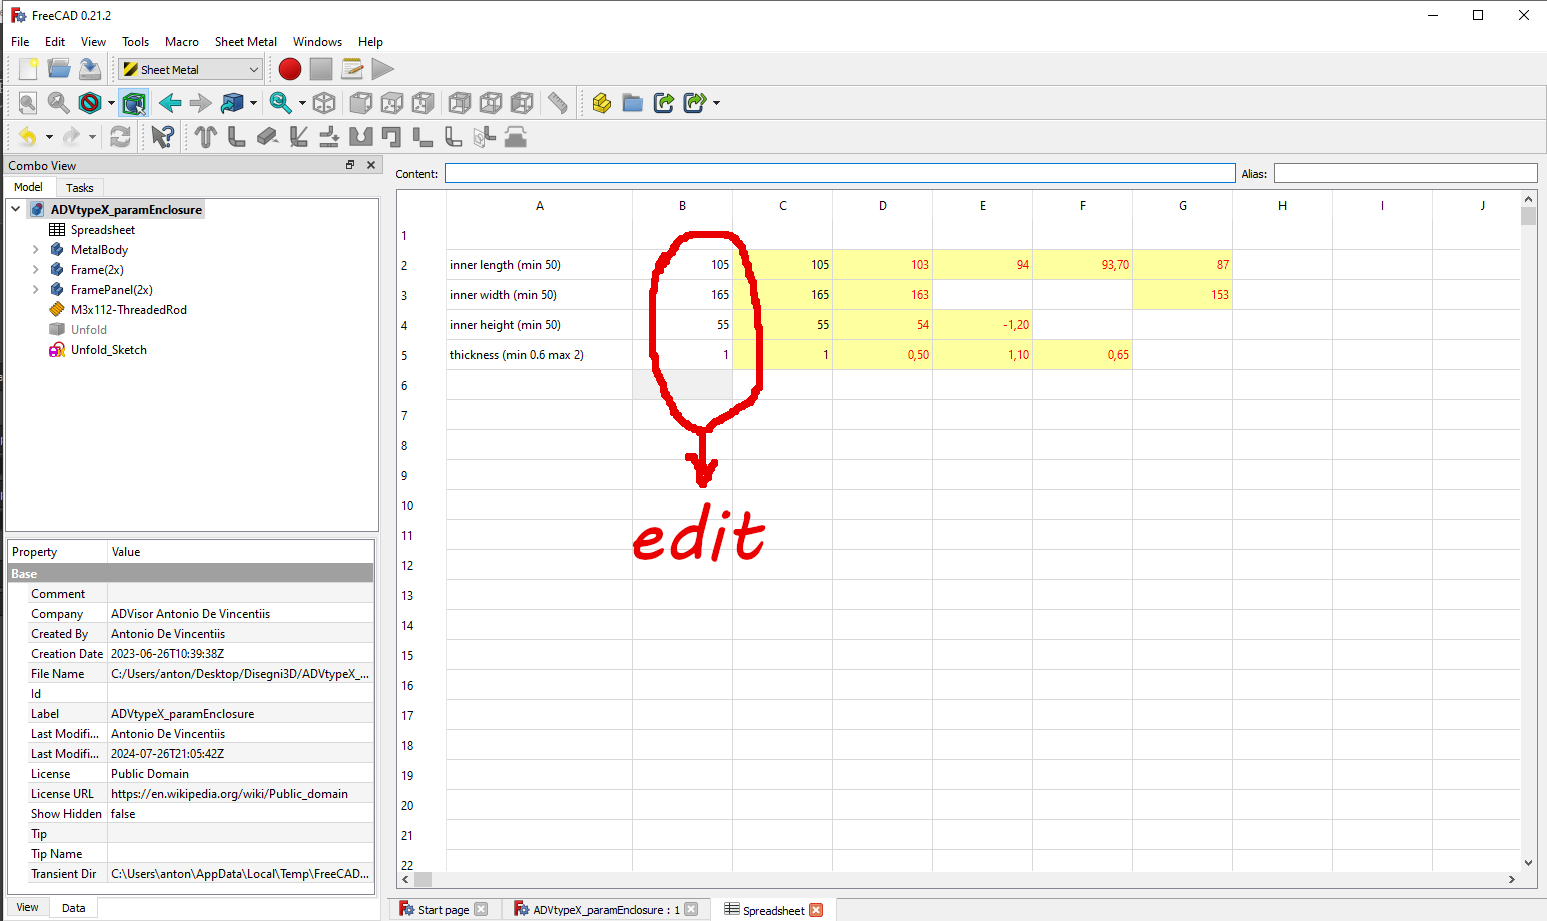 FreeCAD 0.21.2
File Edit View Tools Macro Sheet Metal Windows Help
Sheet Metal
Combo View
Model Tasks
ADVtypeX_paramEnclosure
Spreadsheet
MetalBody
Frame(2x)
FramePanel(2x)
M3x112-ThreadedRod
Unfold
Unfold_Sketch
Property Value
Base
Comment
Company ADVisor Antonio De Vincentiis
Created By Antonio De Vincentiis
Creation Date 2023-06-26T10:39:38Z
File Name C:/Users/anton/Desktop/Disegni3D/ADVtypeX_...
Id
Label ADVtypeX_paramEnclosure
Last Modifi... Antonio De Vincentiis
Last Modifi... 2024-07-26T21:05:42Z
License Public Domain
License URL https://en.wikipedia.org/wiki/Public_domain
Show Hidden false
Tip
Tip Name
Transient Dir C:\Users\anton\AppData\Local\Temp\FreeCAD...
View Data
Content: Alias:
A B C D E F G H I J
1
2 inner length (min 50) 105 105 103 94 93,70 87
3 inner width (min 50) 165 165 163 153
4 inner height (min 50) 55 55 54 -1,20
5 thickness (min 0.6 max 2) 1 1 0,50 1,10 0,65
6
7
8
9
10
11
12
13
14
15
16
17
18
19
20
21
22
edit
Start page ADVtypeX_paramEnclosure : 1 Spreadsheet